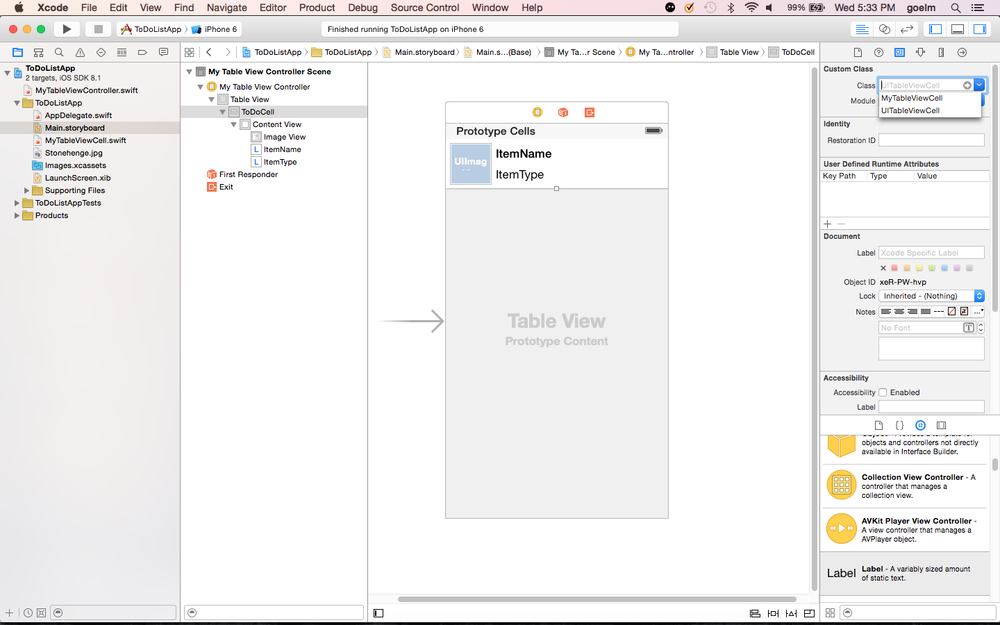 Xcode File Edit View Find Navigate Editor Product Debug Source Control Window Help 99% Wed 5:33 PM goelm
ToDoListApp iPhone 6
Finished running ToDoListApp on iPhone 6
ToDoListApp ToDoListApp Main.storyboard Main.s...(Base) My Ta...r Scene My Ta...ntroller Table View ToDoCell
ToDoListApp
2 targets, iOS SDK 8.1
MyTableViewController.swift
ToDoListApp
AppDelegate.swift
Main.storyboard
MyTableViewCell.swift
Stonehenge.jpg
Images.xcassets
LaunchScreen.xib
Supporting Files
ToDoListAppTests
Products
My Table View Controller Scene
My Table View Controller
Table View
ToDoCell
Content View
Image View
L ItemName
L ItemType
First Responder
Exit
Prototype Cells
UIImag
ItemName
ItemType
Table View
Prototype Content
Custom Class
Class UITableViewCell
MyTableViewCell
Module
UITableViewCell
Identity
Restoration ID
User Defined Runtime Attributes
Key Path Type Value
Document
Label Xcode Specific Label
Object ID xeR-PW-hvp
Lock Inherited - (Nothing)
Notes
No Font T
Accessibility
Accessibility Enabled
Label
objects and controllers not directly
available in Interface Builder.
Collection View Controller - A
controller that manages a
collection view.
AVKit Player View Controller -
A view controller that manages a
AVPlayer object.
Label
Label - A variably sized amount
of static text.